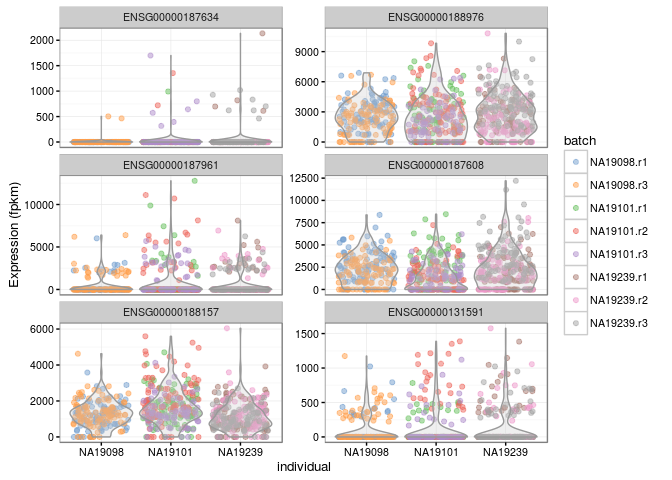 ENSG00000187634
ENSG00000188976
2000
1500
1000
500
0
9000
6000
3000
0
ENSG00000187961
ENSG00000187608
10000
5000
0
12500
10000
7500
5000
2500
0
ENSG00000188157
ENSG00000131591
6000
4000
2000
0
1500
1000
500
0
NA19098 NA19101 NA19239
NA19098 NA19101 NA19239
individual
Expression (fpkm)
batch
NA19098.r1
NA19098.r3
NA19101.r1
NA19101.r2
NA19101.r3
NA19239.r1
NA19239.r2
NA19239.r3